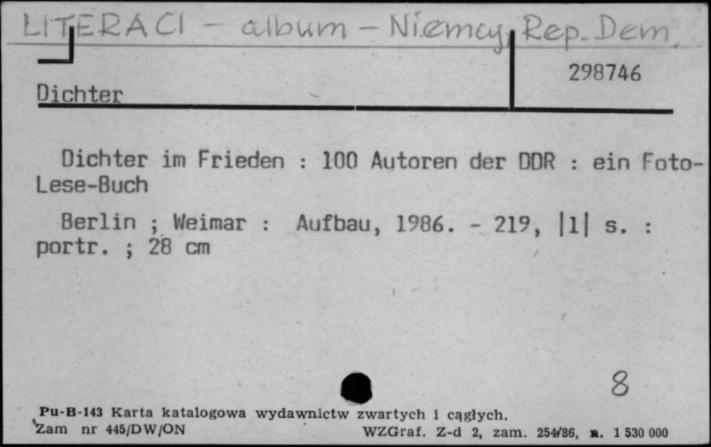 LITERACI - album - Niemcy, Rep. Dem.
298746
Dichter
Dichter im Frieden : 100 Autoren der DDR : ein Foto-
Lese-Buch
Berlin ; Weimar : Aufbau, 1986. - 219, |1| s. :
portr. ; 28 cm
8
Pu-B-143 Karta katalogowa wydawnictw zwartych i ciągłych.
Zam nr 445/DW/ON WZGraf. Z-d 2, zam. 254/86, n. 1 530 000